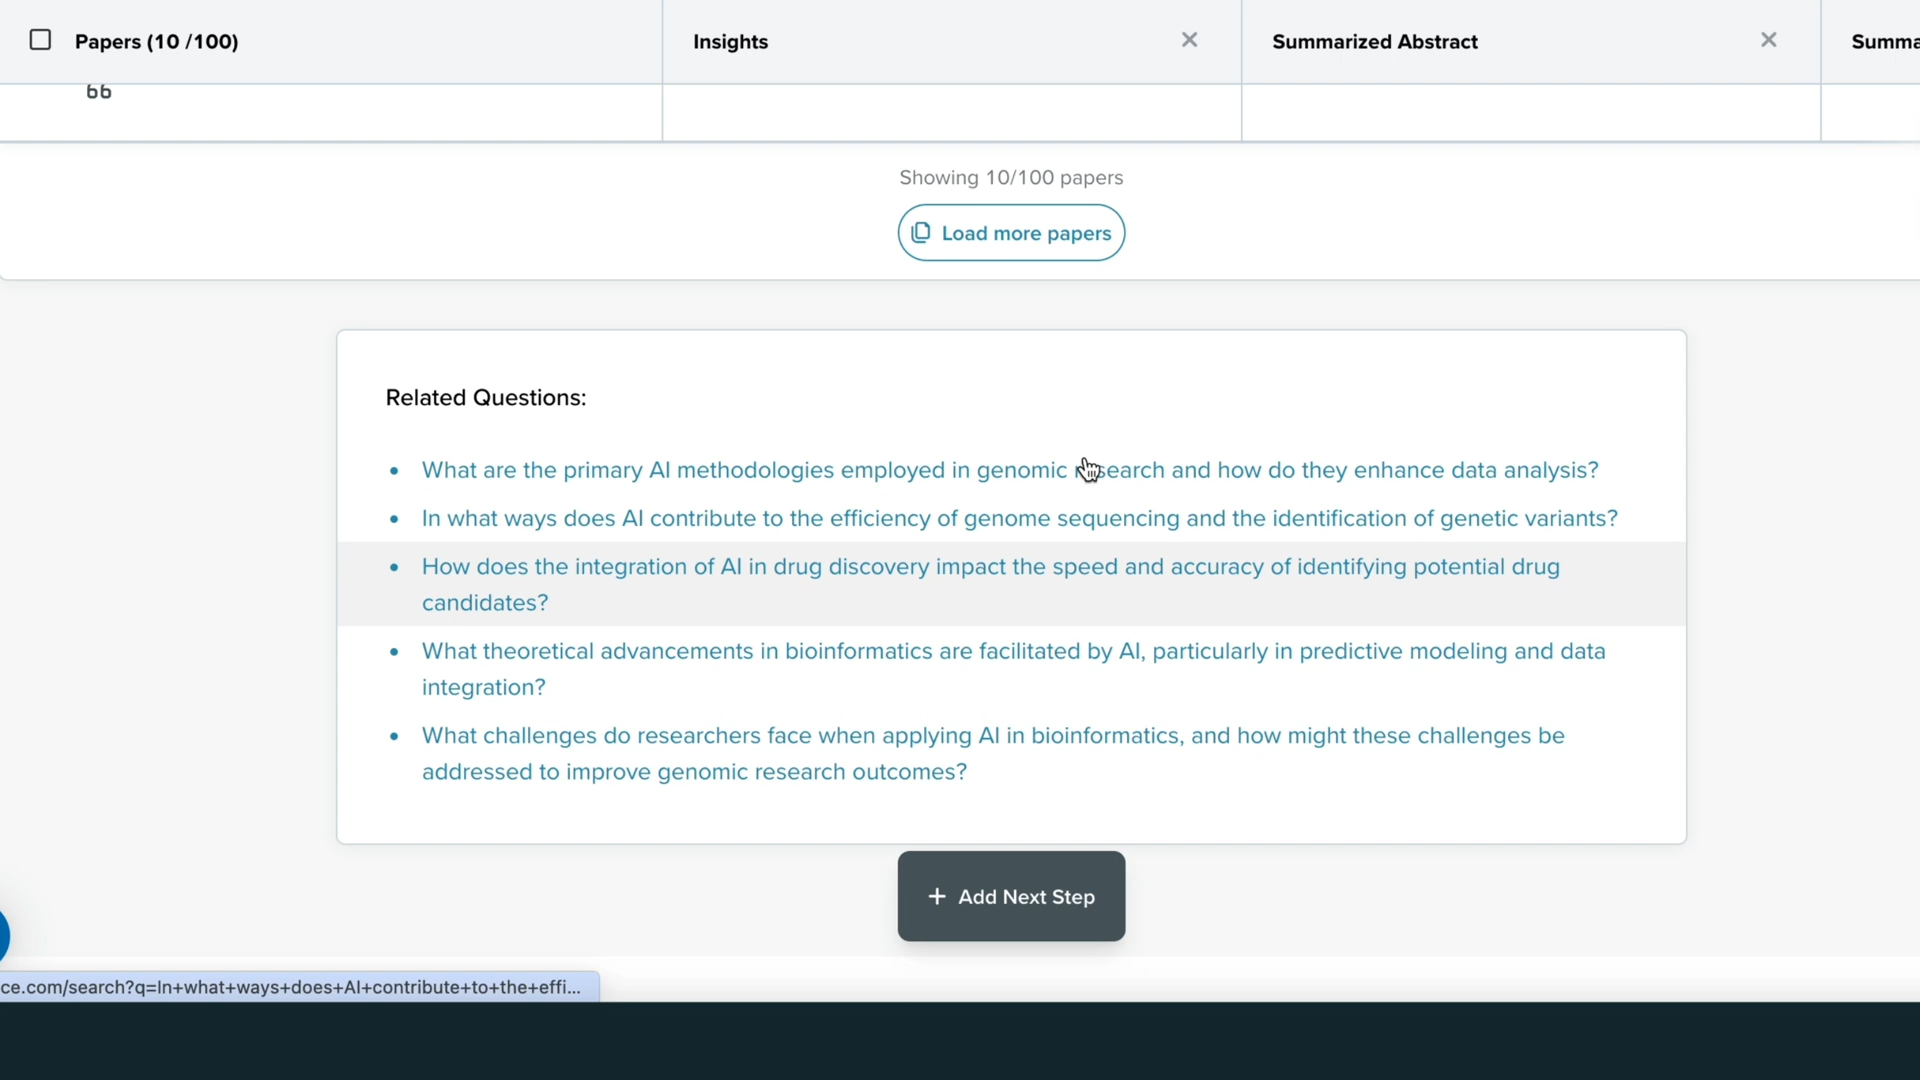 Papers (10 /100)
Insights
Summarized Abstract
Summa
66
Showing 10/100 papers
Load more papers
Related Questions:
What are the primary AI methodologies employed in genomic research and how do they enhance data analysis?
In what ways does AI contribute to the efficiency of genome sequencing and the identification of genetic variants?
How does the integration of AI in drug discovery impact the speed and accuracy of identifying potential drug
candidates?
What theoretical advancements in bioinformatics are facilitated by AI, particularly in predictive modeling and data
integration?
What challenges do researchers face when applying AI in bioinformatics, and how might these challenges be
addressed to improve genomic research outcomes?
+ Add Next Step
ce.com/search?q=In+what+ways+does+AI+contribute+to+the+effi...